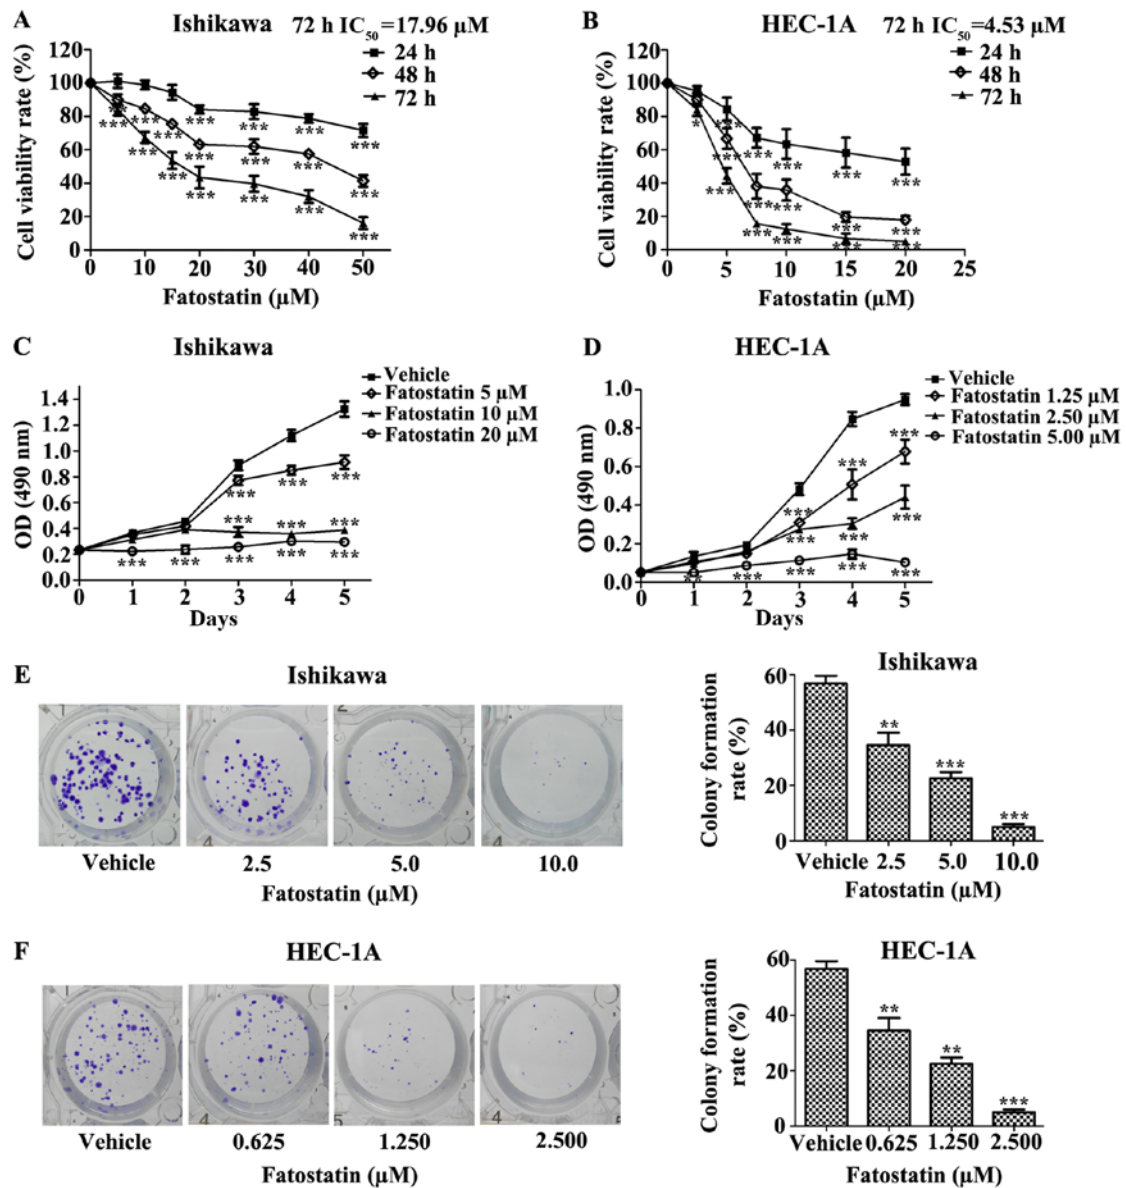 A
Ishikawa
72 h IC50=17.96 µM
24 h
48 h
72 h
Cell viability rate (%)
120
100
80
60
40
20
0
*** *** *** *** *** ***
0 10 20 30 40 50
Fatostatin (µM)
B
HEC-1A
72 h IC50=4.53 µM
24 h
48 h
72 h
Cell viability rate (%)
120
100
80
60
40
20
0
0 5 10 15 20 25
Fatostatin (µM)
C
Ishikawa
Vehicle
Fatostatin 5 µM
Fatostatin 10 µM
Fatostatin 20 µM
OD (490 nm)
1.4
1.2
1.0
0.8
0.6
0.4
0.2
0.0
*** *** ***
*** *** ***
*** *** *** *** ***
0 1 2 3 4 5
Days
D
HEC-1A
Vehicle
Fatostatin 1.25 µM
Fatostatin 2.50 µM
Fatostatin 5.00 µM
OD (490 nm)
1.0
0.8
0.6
0.4
0.2
0.0
*** *** ***
*** *** ***
** *** *** *** ***
0 1 2 3 4 5
Days
E
Ishikawa
Vehicle 2.5 5.0 10.0
Fatostatin (µM)
Ishikawa
Colony formation
rate (%)
60
40
20
0
** *** ***
Vehicle 2.5 5.0 10.0
Fatostatin (µM)
F
HEC-1A
Vehicle 0.625 1.250 2.500
Fatostatin (µM)
HEC-1A
Colony formation
rate (%)
60
40
20
0
** ** ***
Vehicle 0.625 1.250 2.500
Fatostatin (µM)